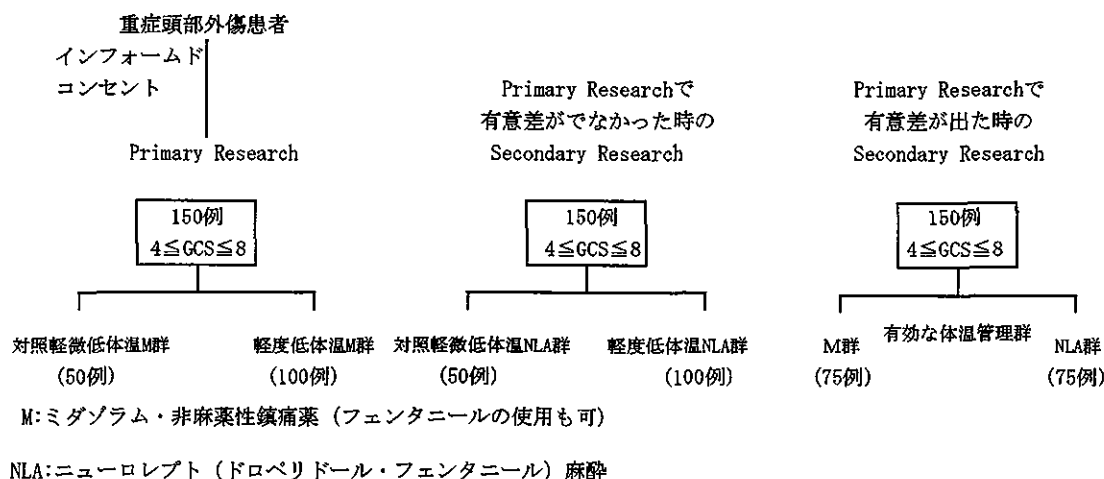 重症頭部外傷患者
インフォームド
コンセント
Primary Research
150例
4≦GCS≦8
対照軽微低体温M群
(50例)
軽度低体温M群
(100例)
Primary Researchで
有意差がでなかった時の
Secondary Research
150例
4≦GCS≦8
対照軽微低体温NLA群
(50例)
軽度低体温NLA群
(100例)
Primary Researchで
有意差が出た時の
Secondary Research
150例
4≦GCS≦8
有効な体温管理群
M群
(75例)
NLA群
(75例)
M:ミダゾラム・非麻薬性鎮痛薬（フェンタニールの使用も可）
NLA:ニューロレプト（ドロペリドール・フェンタニール）麻酔